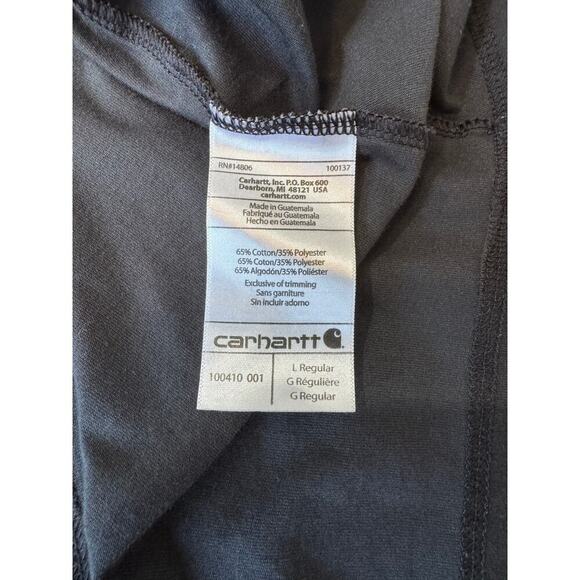 RN#14806 100137
Carhartt, Inc. P.O. Box 600
Dearborn, MI 48121 USA
carhartt.com
Made in Guatemala
Fabriqué au Guatemala
Hecho en Guatemala
65% Cotton/35% Polyester
65% Coton/35% Polyester
65% Algodón/35% Poliéster
Exclusive of trimming
Sans garniture
Sin incluir adorno
carhartt
100410 001
L Regular
G Régulière
G Regular